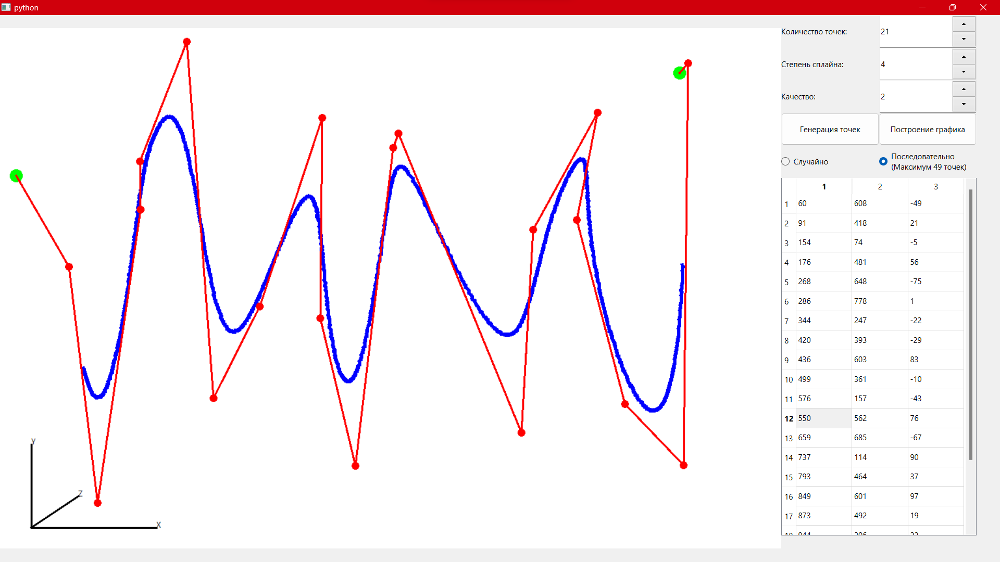 python
Количество точек: 21
Степень сплайна: 4
Качество: 2
Генерация точек Построение графика
Случайно Последовательно
(Максимум 49 точек)
1 2 3
1 60 608 -49
2 91 418 21
3 154 74 -5
4 176 481 56
5 268 648 -75
6 286 778 1
7 344 247 -22
8 420 393 -29
9 436 603 83
10 499 361 -10
11 576 157 -43
12 550 562 76
13 659 685 -67
14 737 114 90
15 793 464 37
16 849 601 97
17 873 492 19
Y
Z
X